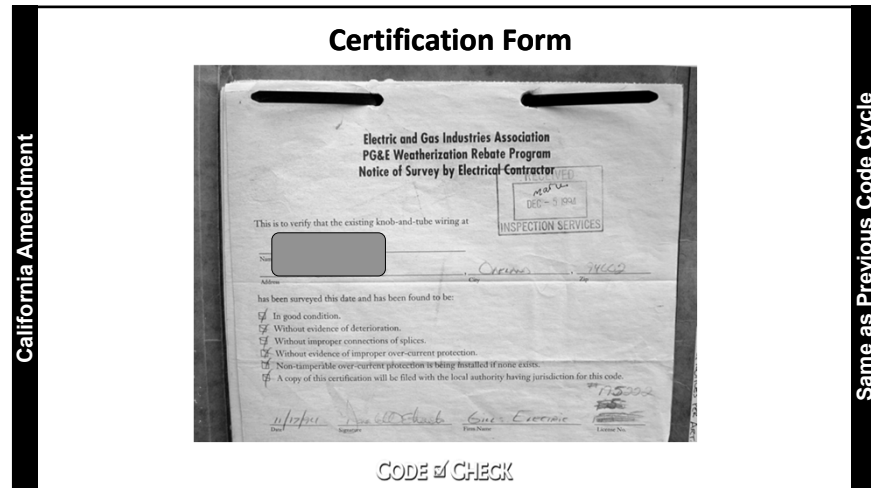 Certification Form
California Amendment
Same as Previous Code Cycle
Electric and Gas Industries Association
PG&E Weatherization Rebate Program
Notice of Survey by Electrical Contractor
RECEIVED
DEC - 5 1994
INSPECTION SERVICES
This is to verify that the existing knob-and-tube wiring at
Address
City
Zip
has been surveyed this date and has been found to be:
In good condition.
Without evidence of deterioration.
Without improper connections of splices.
Without evidence of improper over-current protection.
Non-tamperable over-current protection is being installed if none exists.
A copy of this certification will be filed with the local authority having jurisdiction for this code.
Electric
Date
Signature
Firm Name
License No.
CODE CHECK